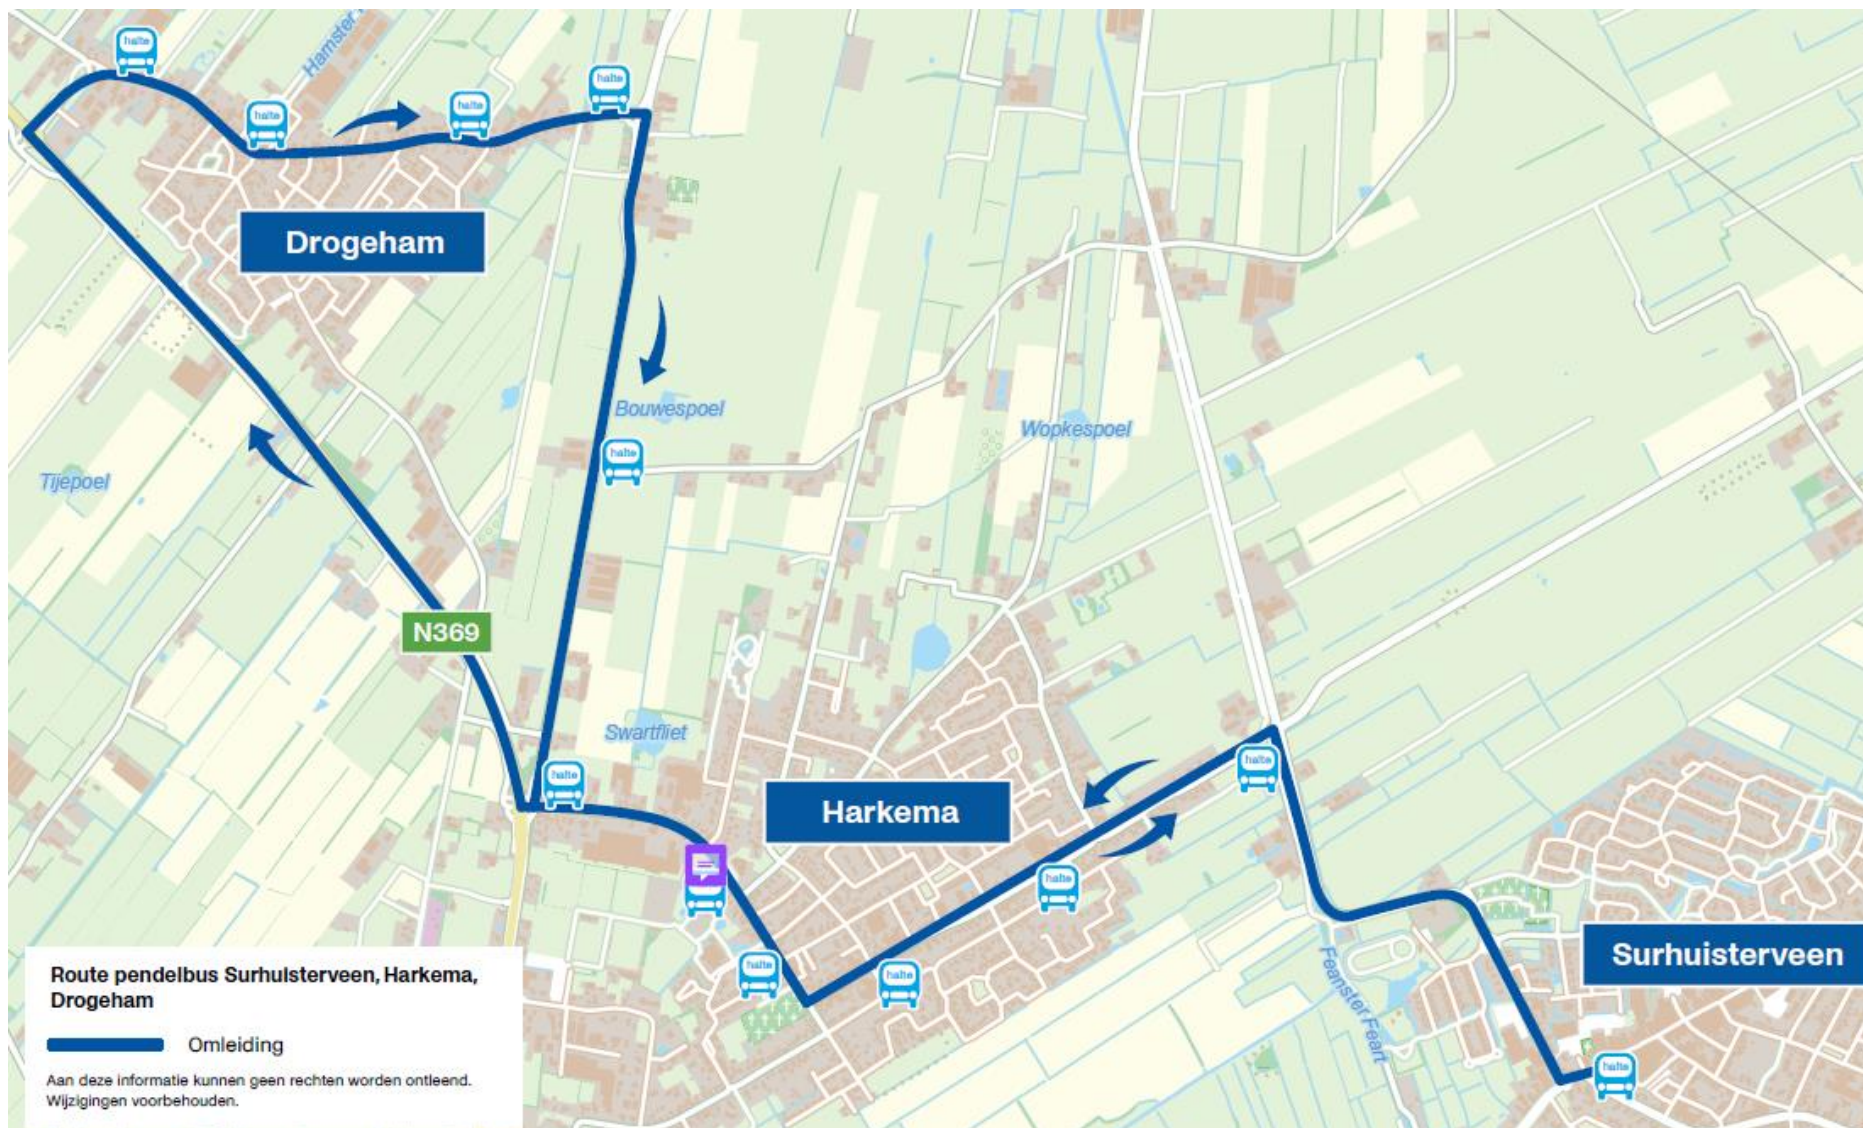 halte
Hamster
halte
halte
halte
Drogeham
Bouwespoel
Wopkespoel
halte
Tijepoel
N369
Swartfliet
halte
halte
Harkema
halte
Surhuisterveen
halte
halte
Feanster Feart
halte
Route pendelbus Surhuisterveen, Harkema,
Drogeham
Omleiding
Aan deze informatie kunnen geen rechten worden ontleend.
Wijzigingen voorbehouden.